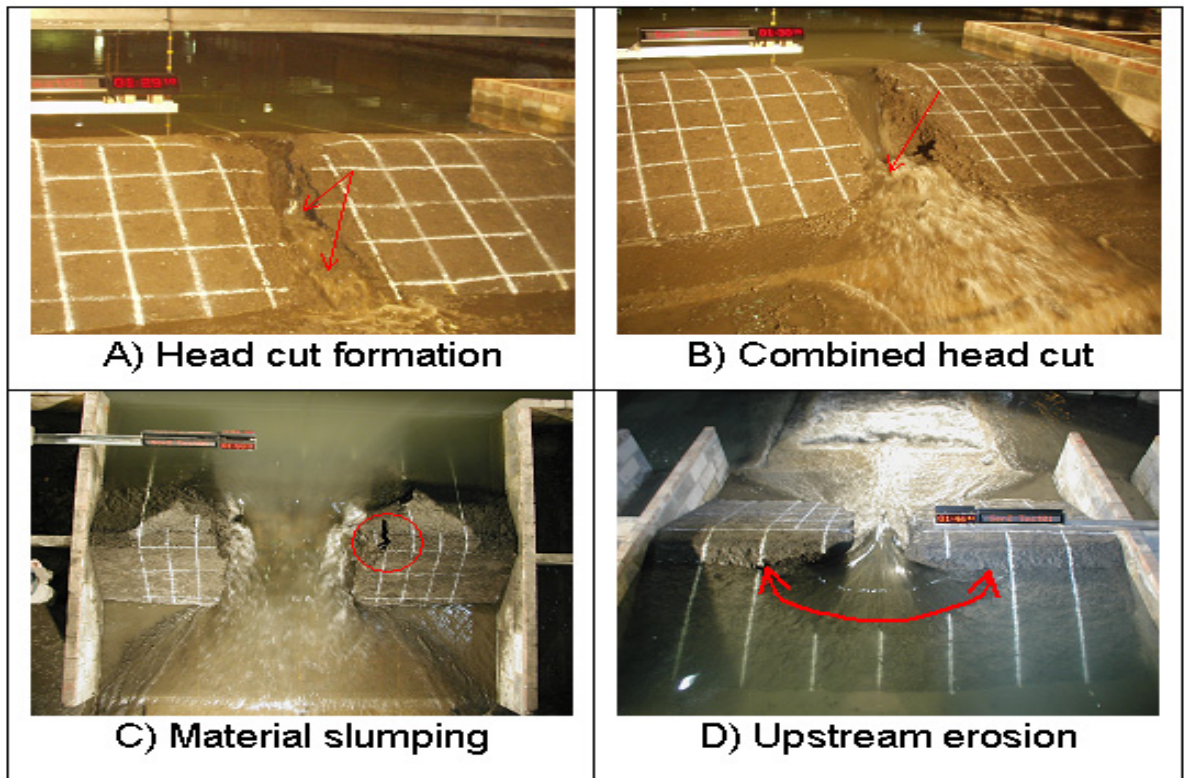 A) Head cut formation
B) Combined head cut
C) Material slumping
D) Upstream erosion